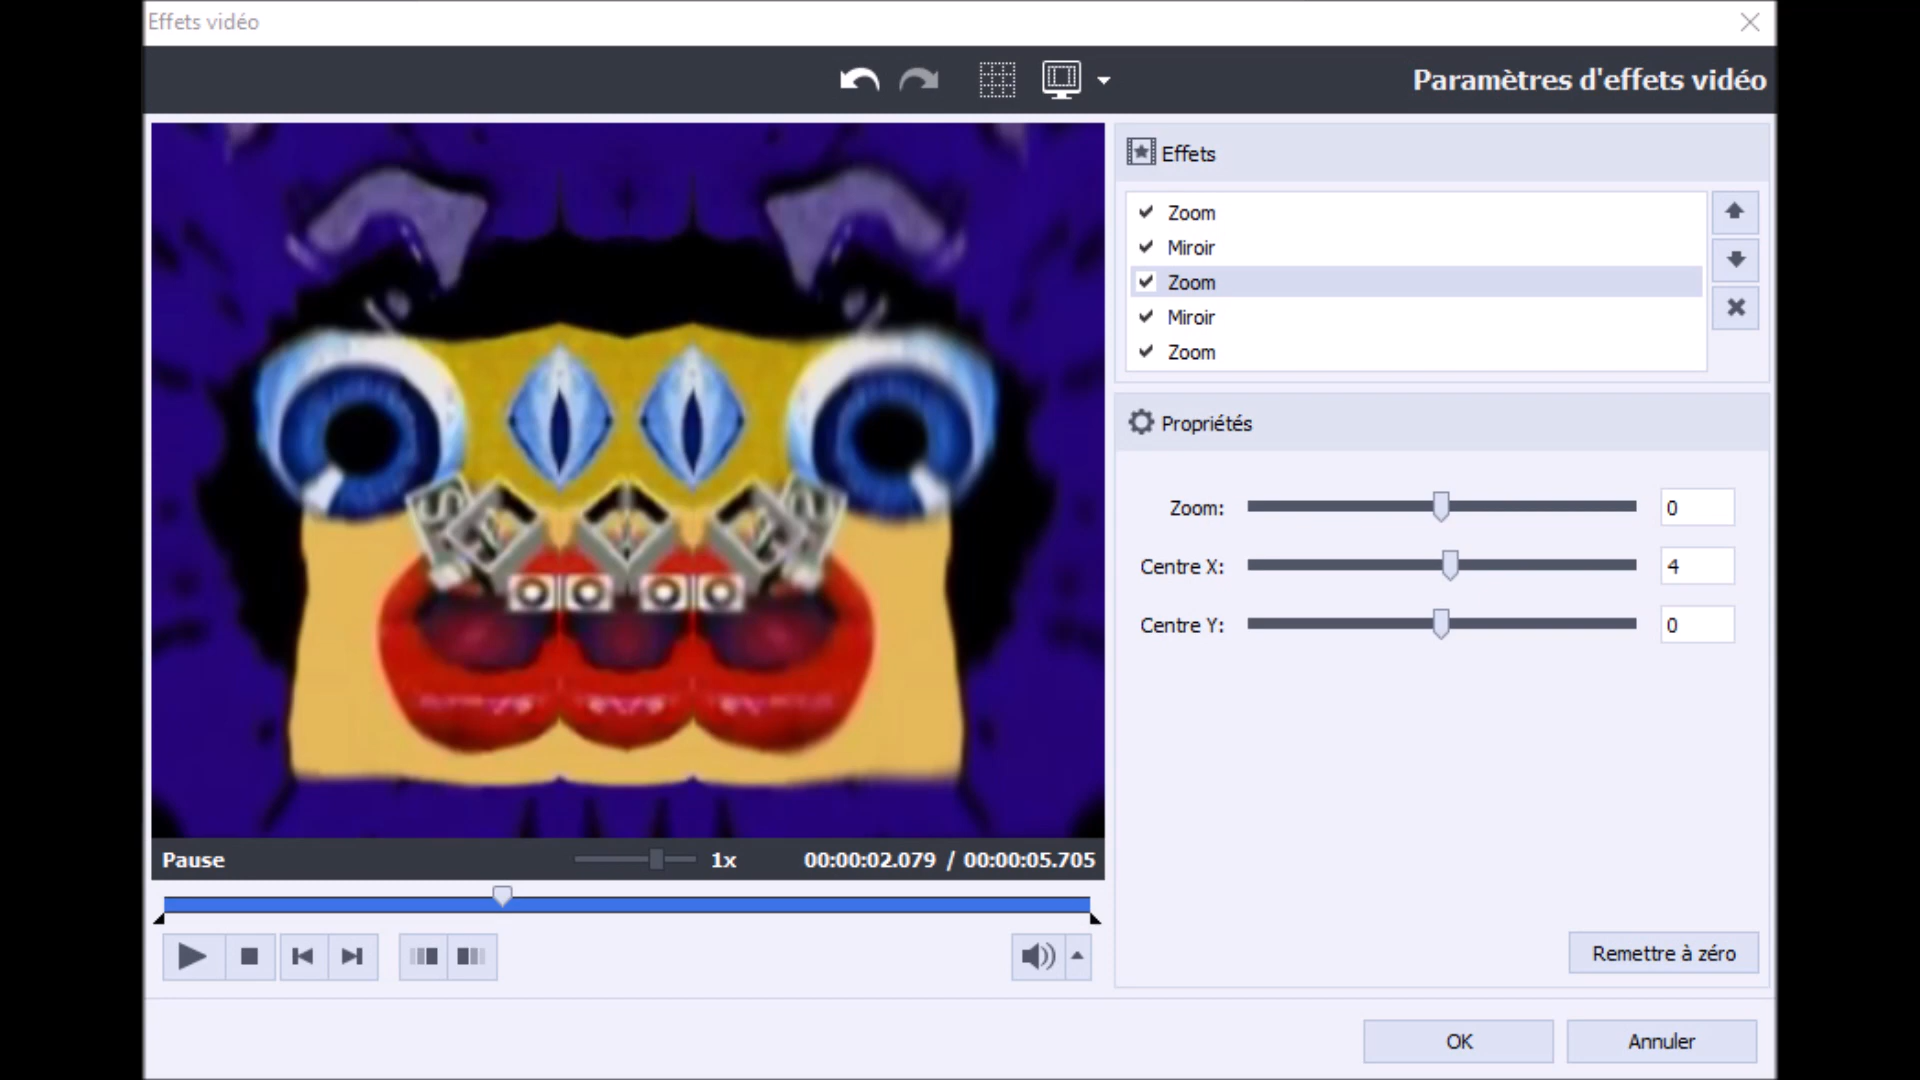 Effets vidéo
Paramètres d'effets vidéo
Effets
Zoom
Miroir
Zoom
Miroir
Zoom
Propriétés
Zoom: 0
Centre X: 4
Centre Y: 0
Pause 1x 00:00:02.079 / 00:00:05.705
Remettre à zéro
OK Annuler